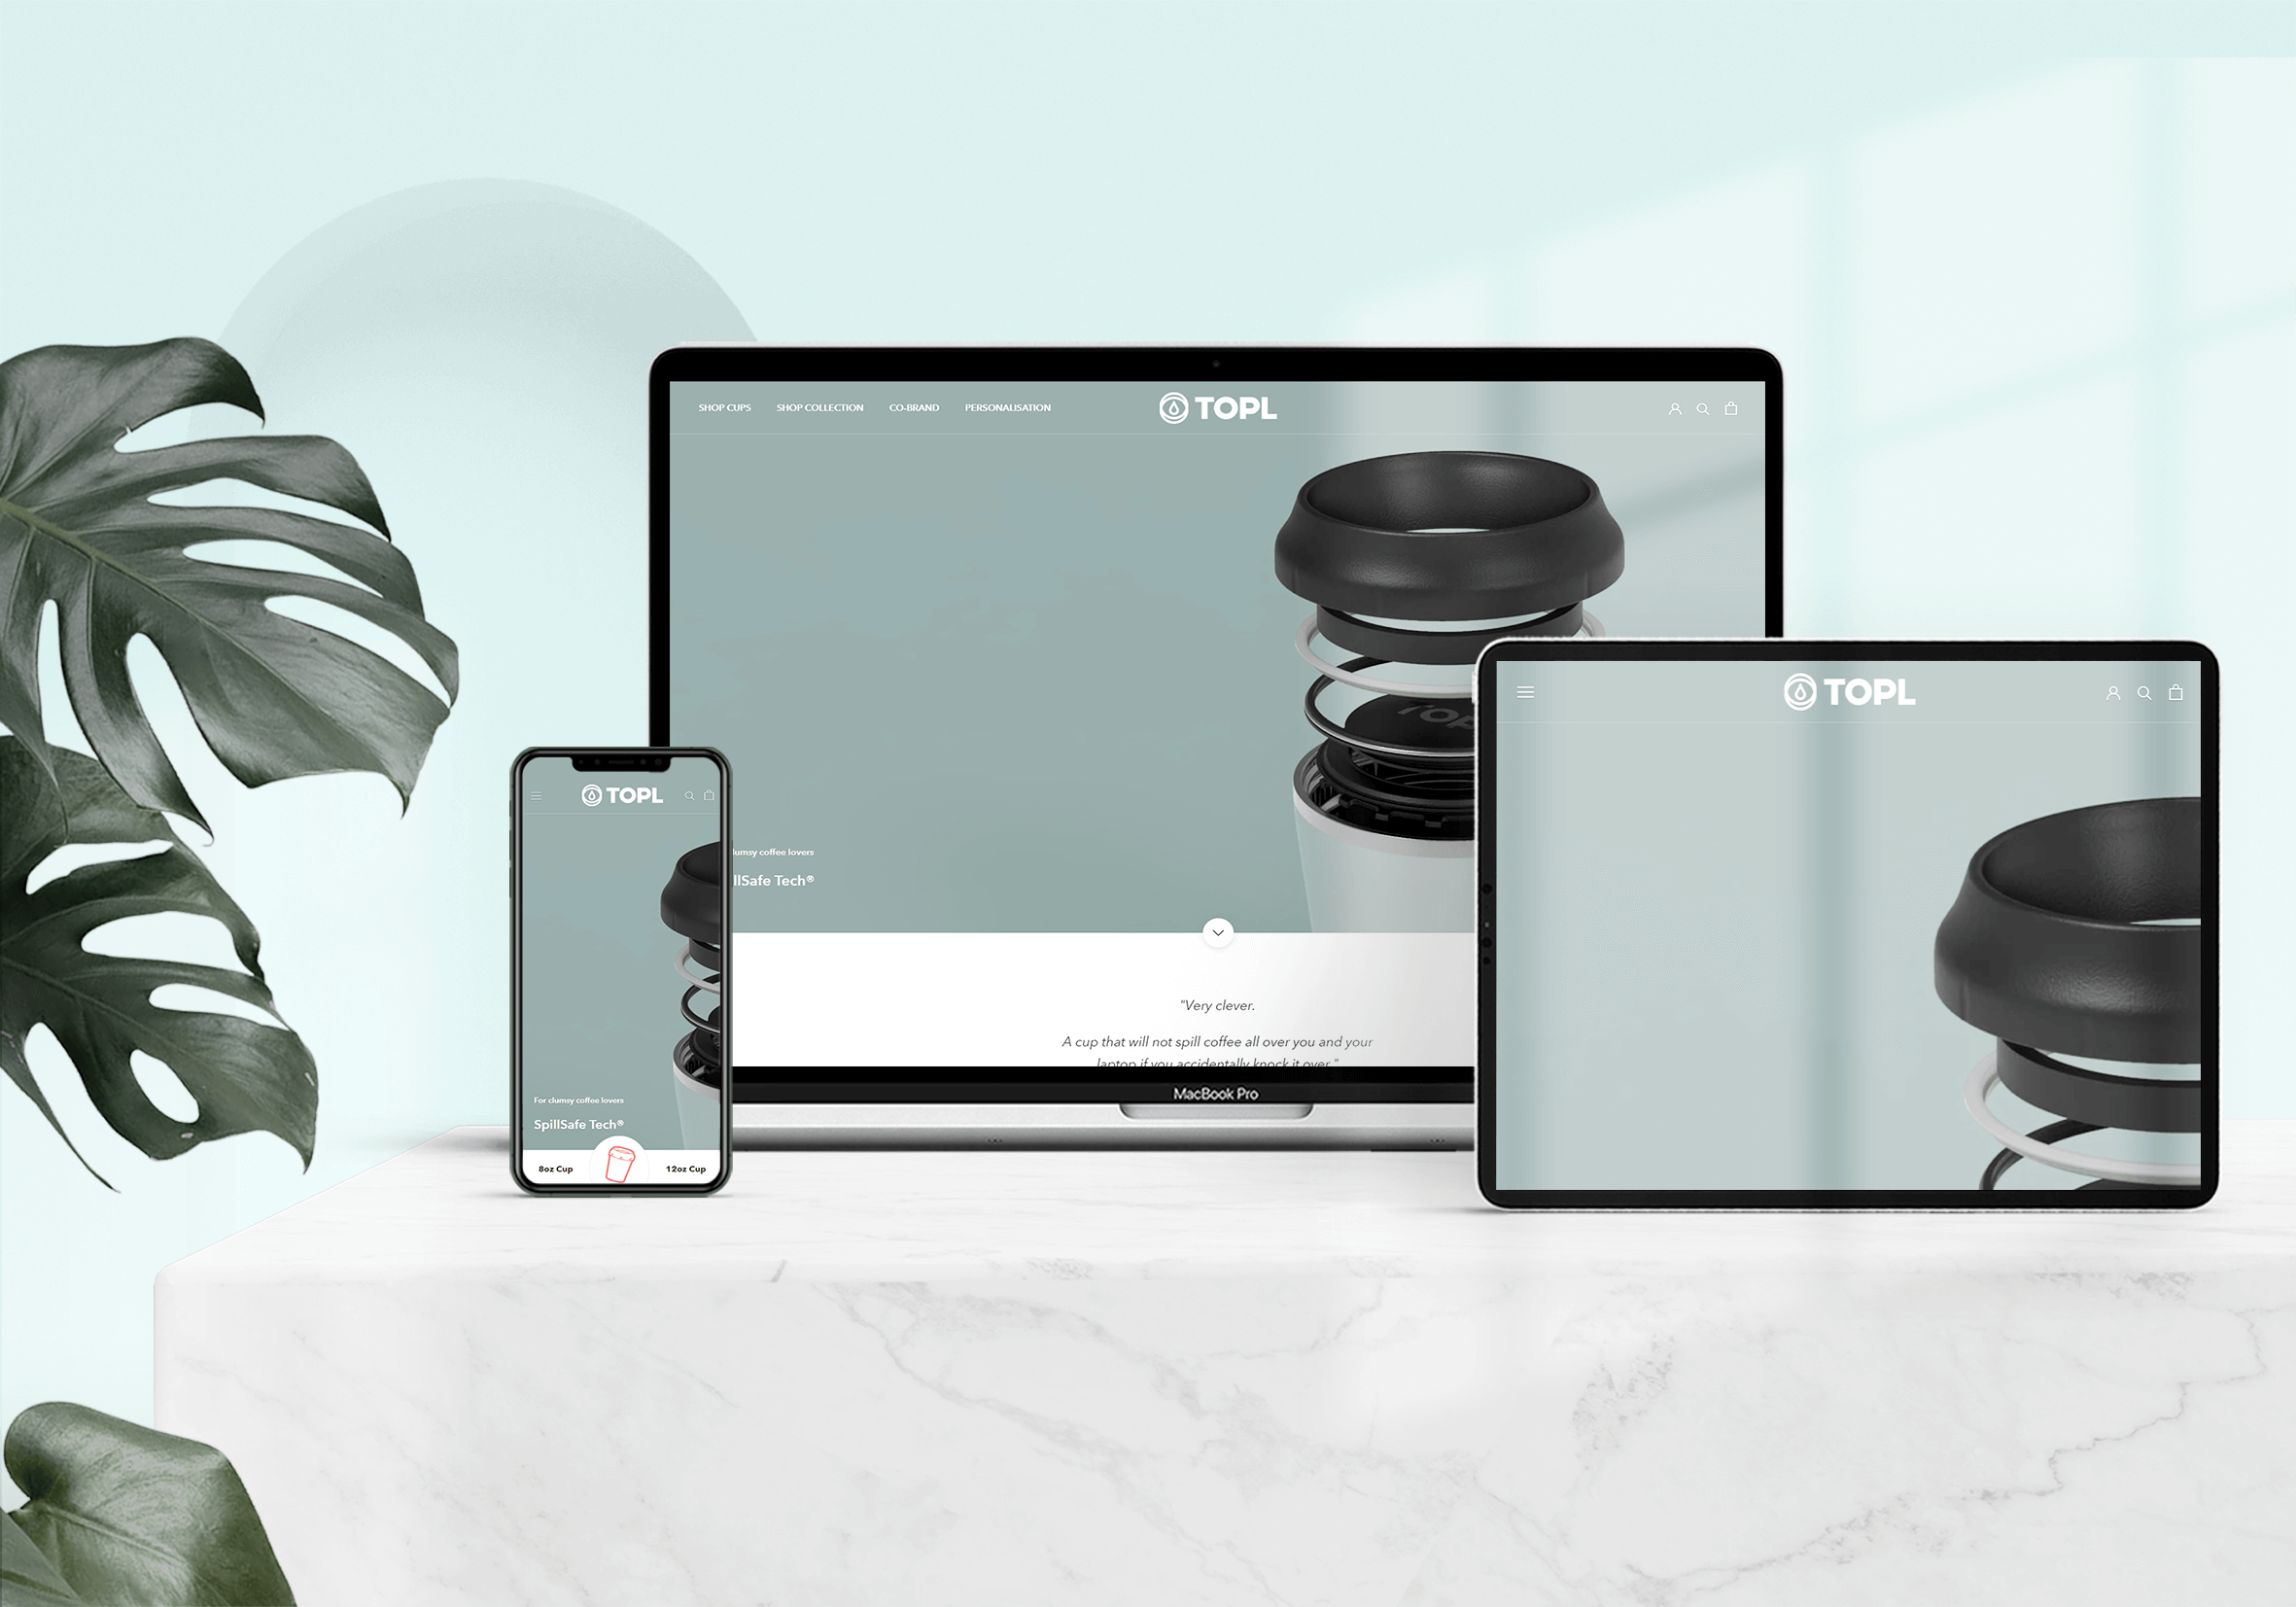 SHOP CUPS SHOP COLLECTION CO-BRAND PERSONALISATION TOPL
TOPL
TOPL
TOPL
lumsy coffee lovers
llSafe Tech®
"Very clever.
A cup that will not spill coffee all over you and your
laptop if you accidentally knock it over."
MacBook Pro
For clumsy coffee lovers
SpillSafe Tech®
8oz Cup 12oz Cup